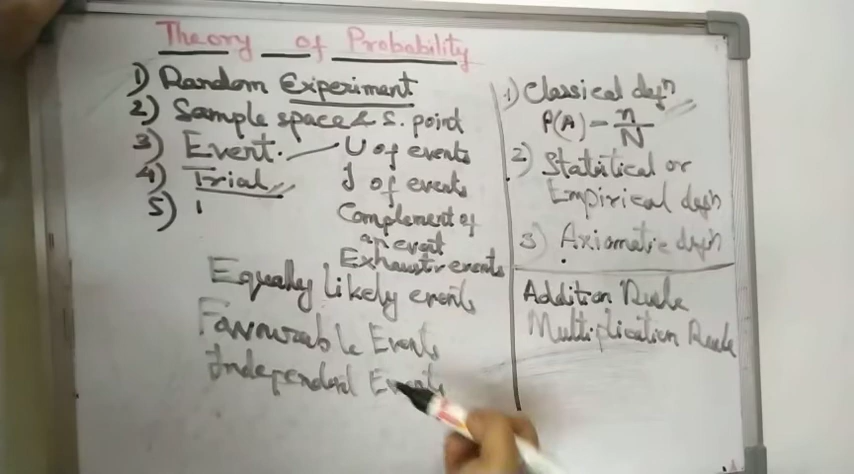 Theory of Probability
1) Random Experiment
2) Sample space & S. point
3) Event. U of events
4) Trial J of events
5) I
Complement of
an event
Exhaustiv events
Equally likely events
Favourable Events
Independent Events
1) Classical defn
P(A) = n/N
2) Statistical or
Empirical defn
3) Axiomatic defn
Addition Rule
Multiplication Rule